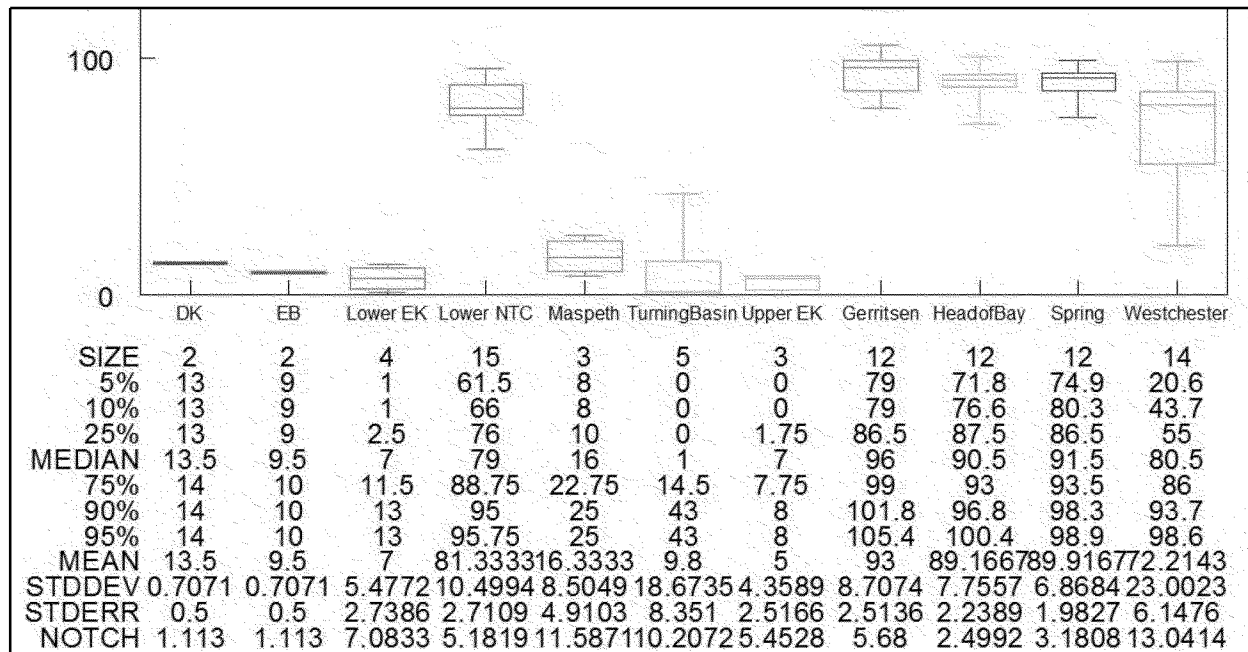 100
0
DK EB Lower EK Lower NTC Maspeth TurningBasin Upper EK Gerritsen HeadofBay Spring Westchester
SIZE 2 2 4 15 3 5 3 12 12 12 14
5% 13 9 1 61.5 8 0 0 79 71.8 74.9 20.6
10% 13 9 1 66 8 0 0 79 76.6 80.3 43.7
25% 13 9 2.5 76 10 0 1.75 86.5 87.5 86.5 55
MEDIAN 13.5 9.5 7 79 16 1 7 96 90.5 91.5 80.5
75% 14 10 11.5 88.75 22.75 14.5 7.75 99 93 93.5 86
90% 14 10 13 95 25 43 8 101.8 96.8 98.3 93.7
95% 14 10 13 95.75 25 43 8 105.4 100.4 98.9 98.6
MEAN 13.5 9.5 7 81.3333 16.3333 9.8 5 93 89.1667 89.9167 72.2143
STDDEV 0.7071 0.7071 5.4772 10.4994 8.5049 18.6735 4.3589 8.7074 7.7557 6.8684 23.0023
STDERR 0.5 0.5 2.7386 2.7109 4.9103 8.351 2.5166 2.5136 2.2389 1.9827 6.1476
NOTCH 1.113 1.113 7.0833 5.1819 11.5871 10.2072 5.4528 5.68 2.4992 3.1808 13.0414